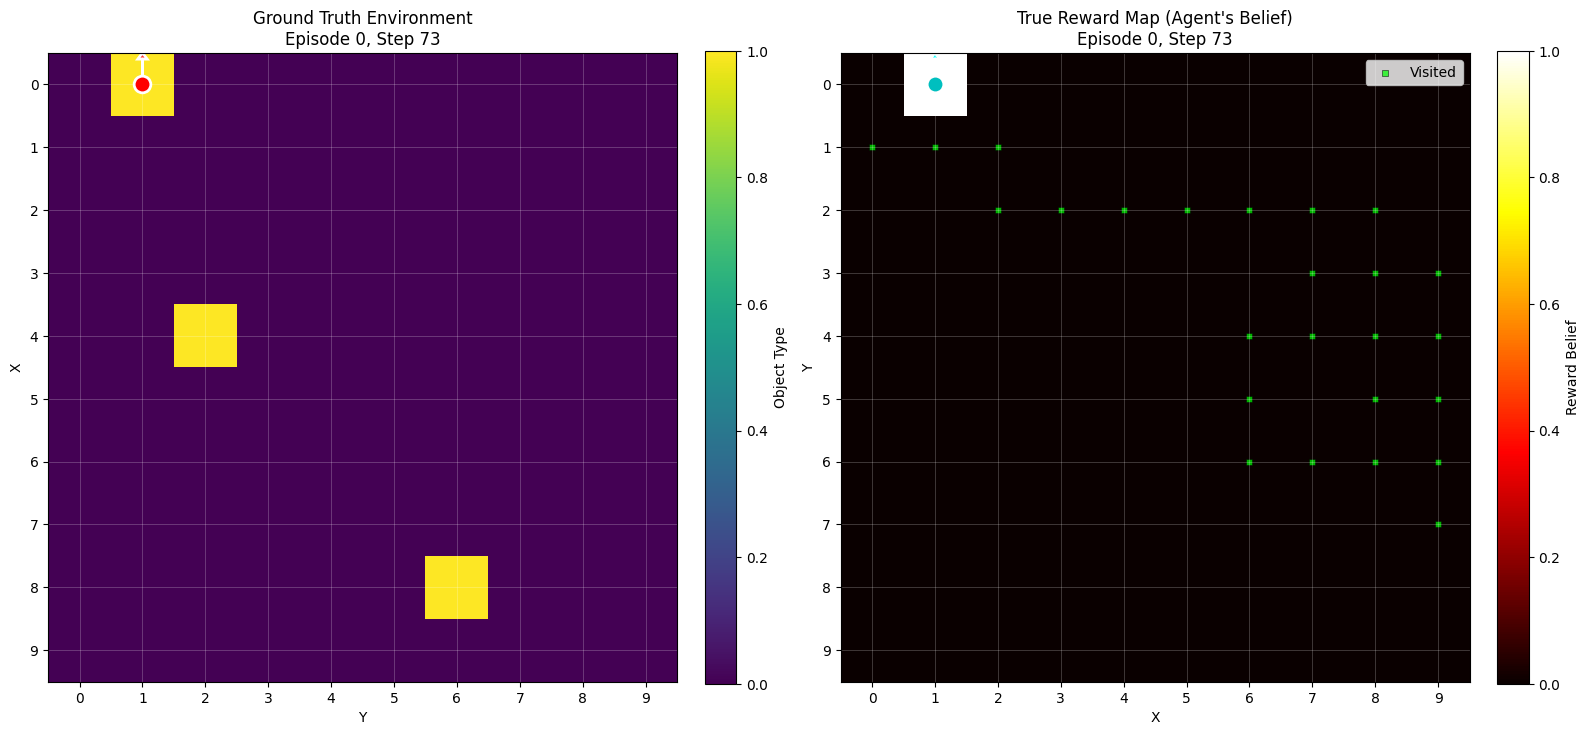 Ground Truth Environment
Episode 0, Step 73
0
1
2
3
4
5
6
7
8
9
X
0 1 2 3 4 5 6 7 8 9
Y
1.0
0.8
0.6
0.4
0.2
0.0
Object Type
True Reward Map (Agent's Belief)
Episode 0, Step 73
Visited
0
1
2
3
4
5
6
7
8
9
Y
0 1 2 3 4 5 6 7 8 9
X
1.0
0.8
0.6
0.4
0.2
0.0
Reward Belief